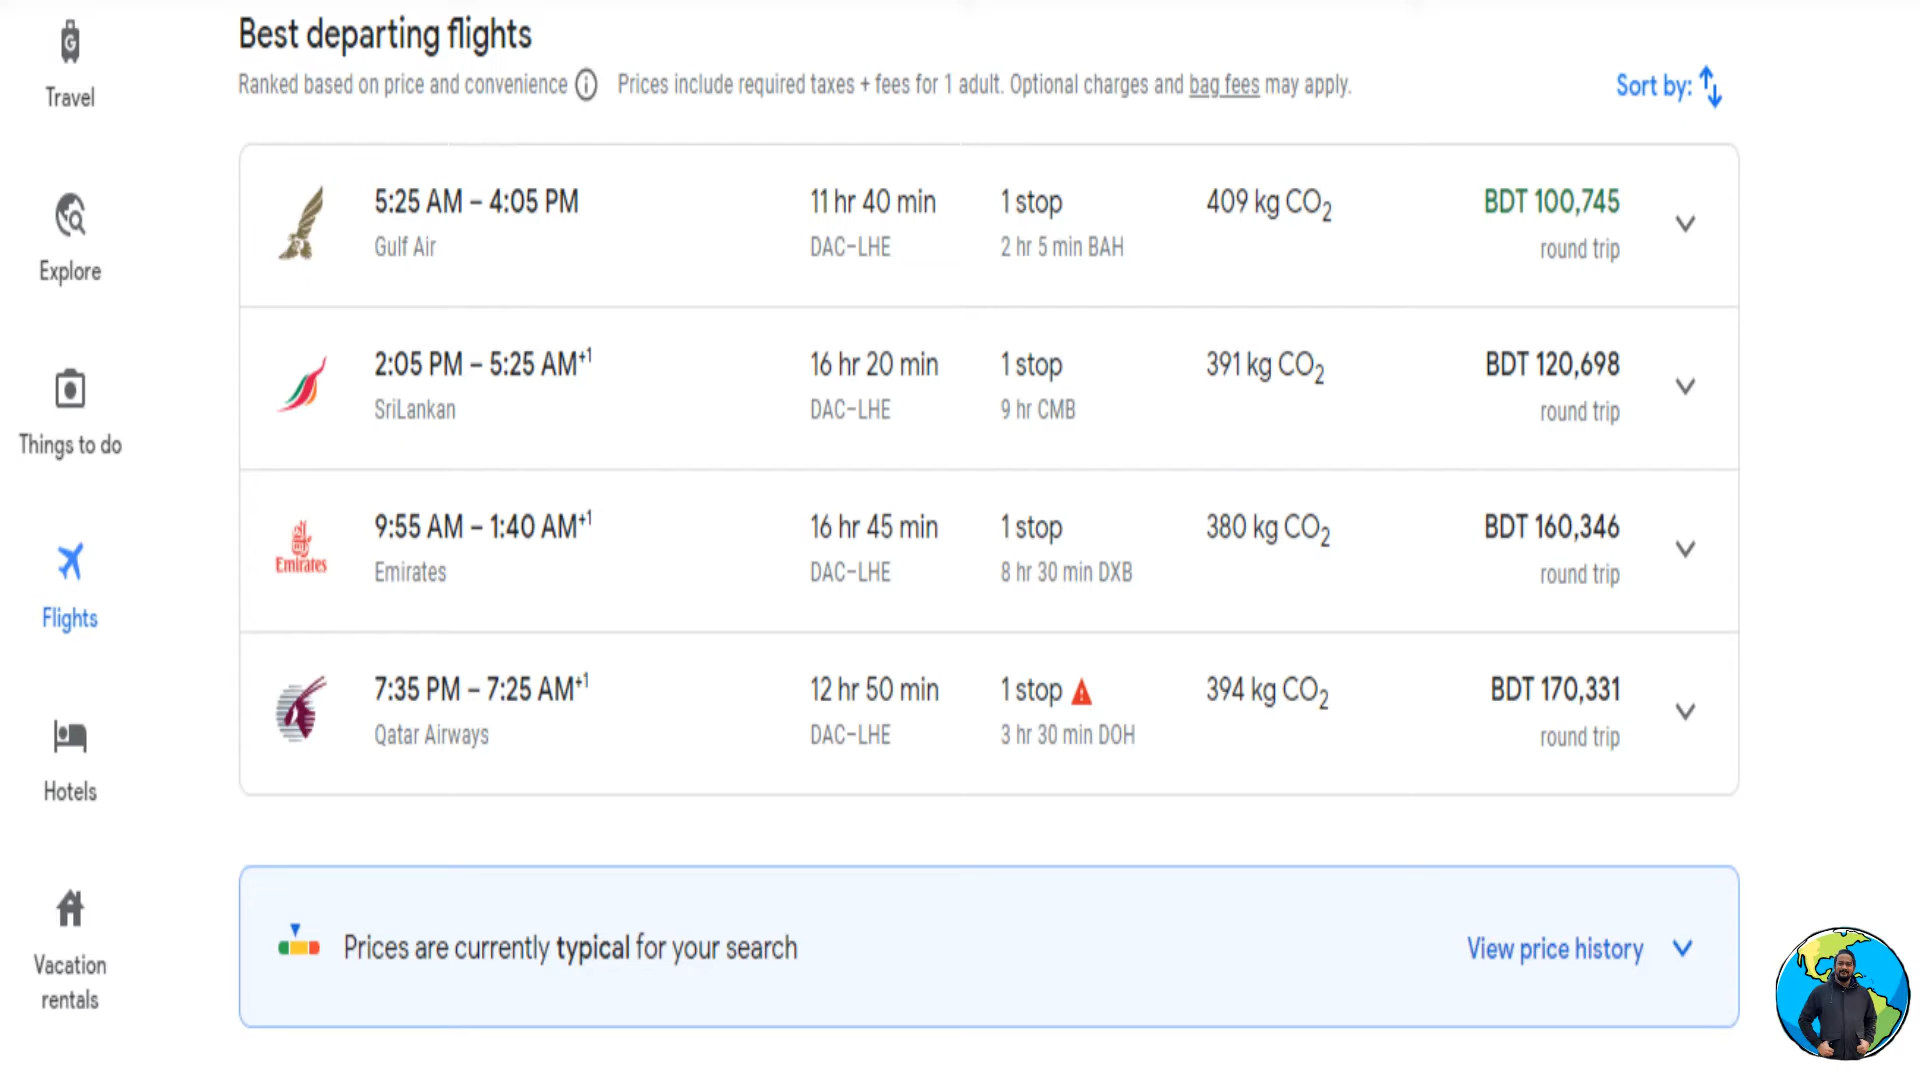 Best departing flights
Ranked based on price and convenience Prices include required taxes + fees for 1 adult. Optional charges and bag fees may apply.
Sort by:
Travel
Explore
Things to do
Flights
Hotels
Vacation
rentals
5:25 AM – 4:05 PM 11 hr 40 min 1 stop 409 kg CO₂ BDT 100,745
Gulf Air DAC–LHE 2 hr 5 min BAH round trip
2:05 PM – 5:25 AM+1 16 hr 20 min 1 stop 391 kg CO₂ BDT 120,698
SriLankan DAC–LHE 9 hr CMB round trip
9:55 AM – 1:40 AM+1 16 hr 45 min 1 stop 380 kg CO₂ BDT 160,346
Emirates
Emirates DAC–LHE 8 hr 30 min DXB round trip
7:35 PM – 7:25 AM+1 12 hr 50 min 1 stop 394 kg CO₂ BDT 170,331
Qatar Airways DAC–LHE 3 hr 30 min DOH round trip
Prices are currently typical for your search View price history